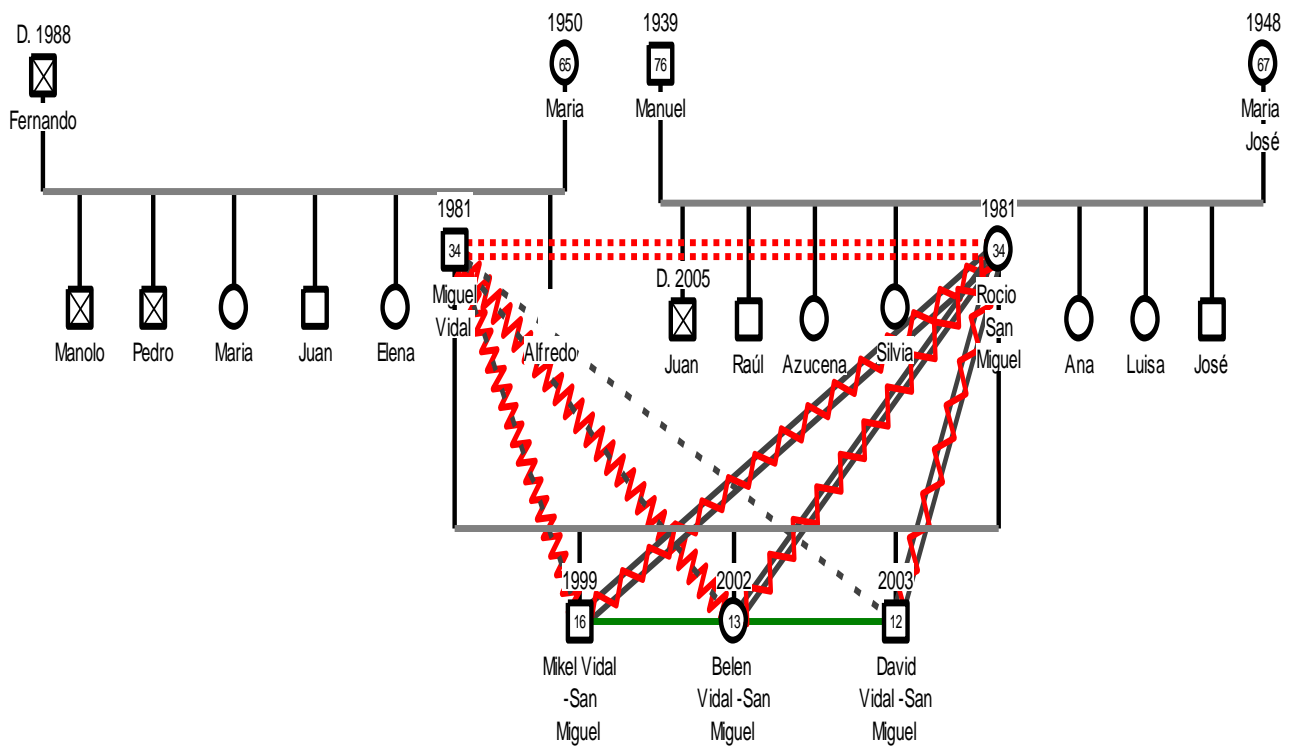 D. 1988
1950
1939
1948
65
76
67
Fernando
Maria
Manuel
Maria
José
1981
1981
34
34
D. 2005
Miguel
Vidal
Rocio
San
Miguel
Manolo
Pedro
Maria
Juan
Elena
Alfredo
Juan
Raúl
Azucena
Silvia
Ana
Luisa
José
1999
2002
2003
16
13
12
Mikel Vidal
-San
Miguel
Belen
Vidal -San
Miguel
David
Vidal -San
Miguel